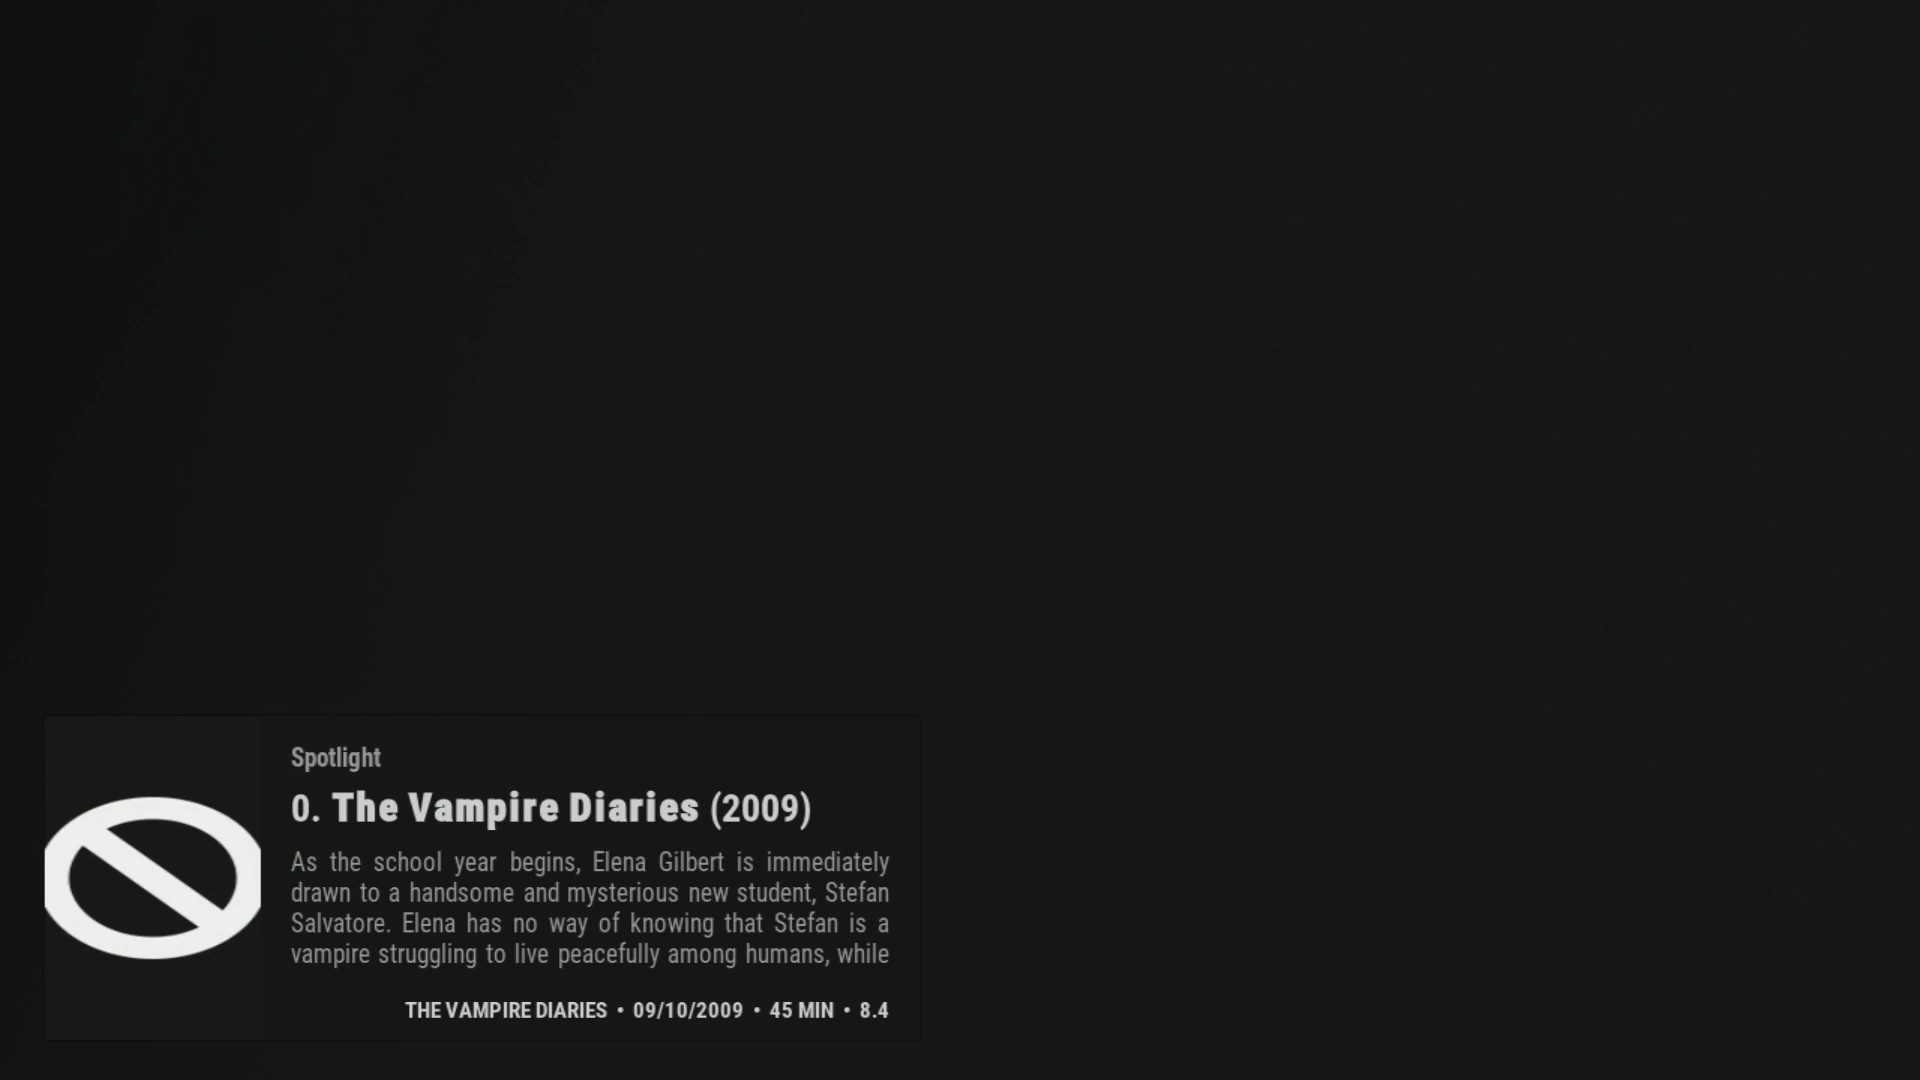 Spotlight
0. The Vampire Diaries (2009)
As the school year begins, Elena Gilbert is immediately
drawn to a handsome and mysterious new student, Stefan
Salvatore. Elena has no way of knowing that Stefan is a
vampire struggling to live peacefully among humans, while
THE VAMPIRE DIARIES • 09/10/2009 • 45 MIN • 8.4